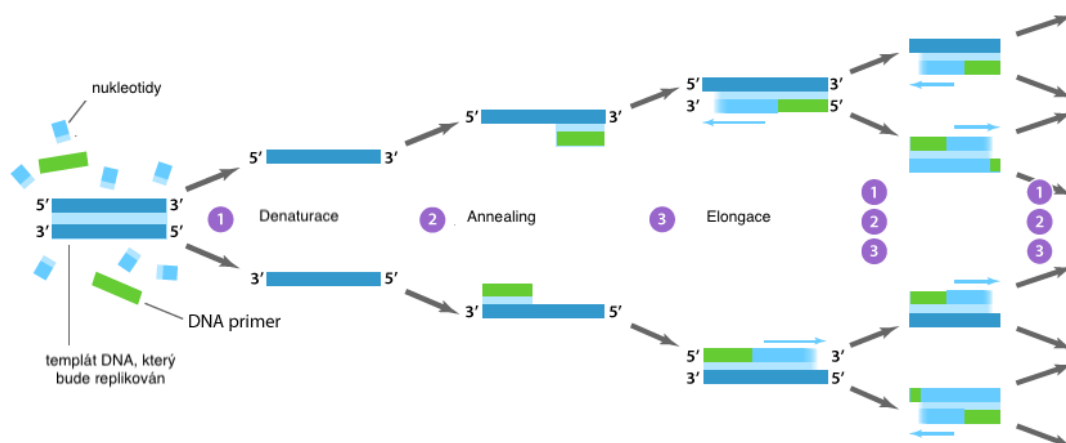 nukleotidy
5′ 3′
3′ 5′
DNA primer
templát DNA, který
bude replikován
1 Denaturace
5′ 3′
3′ 5′
2 Annealing
5′ 3′
3′ 5′
3 Elongace
5′ 3′
3′ 5′
5′ 3′
3′ 5′
1
2
3
1
2
3